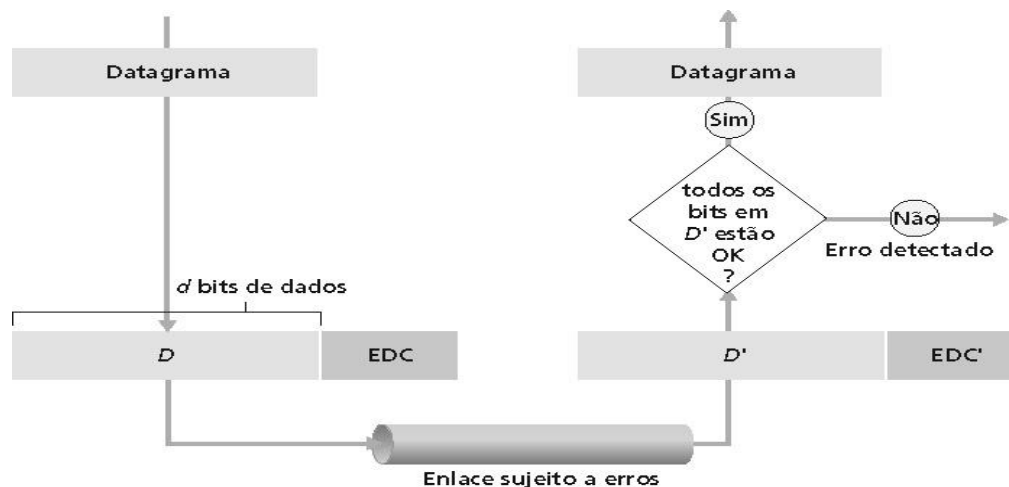 Datagrama
Datagrama
Sim
todos os
bits em
D' estão
OK
?
Não
Erro detectado
d bits de dados
D
EDC
D'
EDC'
Enlace sujeito a erros